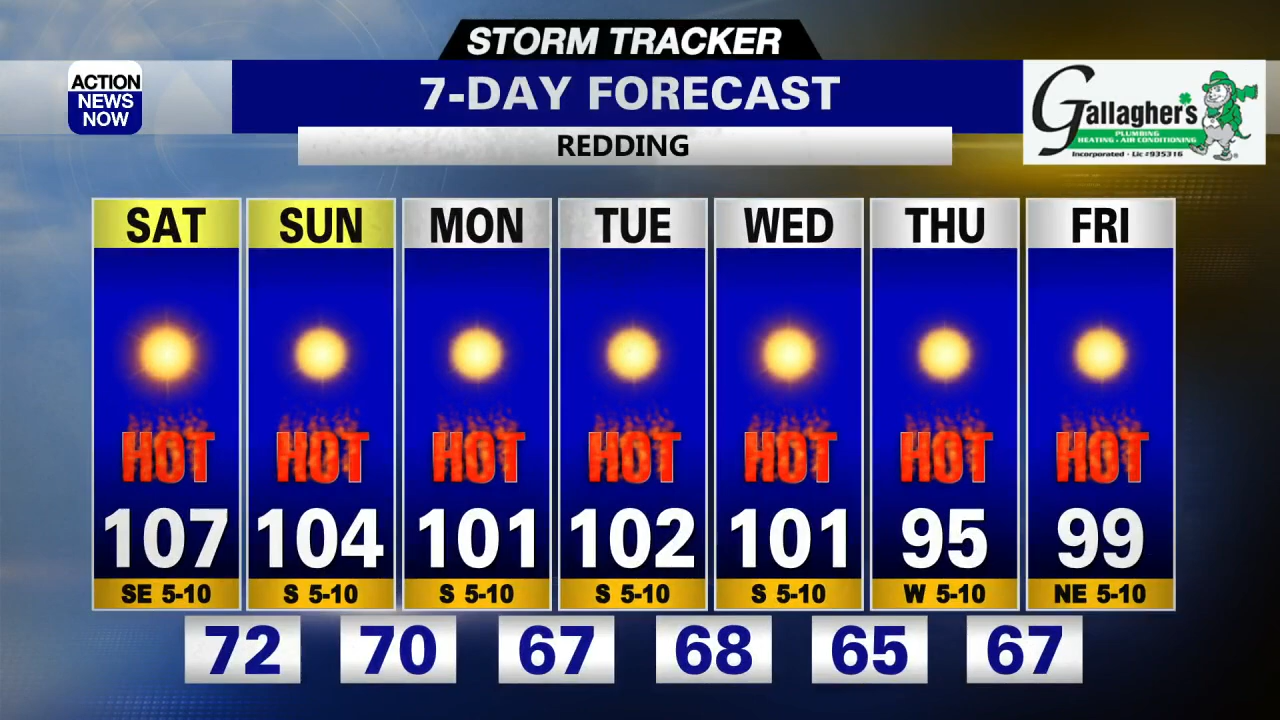 STORM TRACKER
ACTION
NEWS
NOW
7-DAY FORECAST
REDDING
Gallagher's
PLUMBING
HEATING • AIR CONDITIONING
Incorporated - Lic #935316
SAT SUN MON TUE WED THU FRI
HOT HOT HOT HOT HOT HOT HOT
107 104 101 102 101 95 99
SE 5-10 S 5-10 S 5-10 S 5-10 S 5-10 W 5-10 NE 5-10
72 70 67 68 65 67